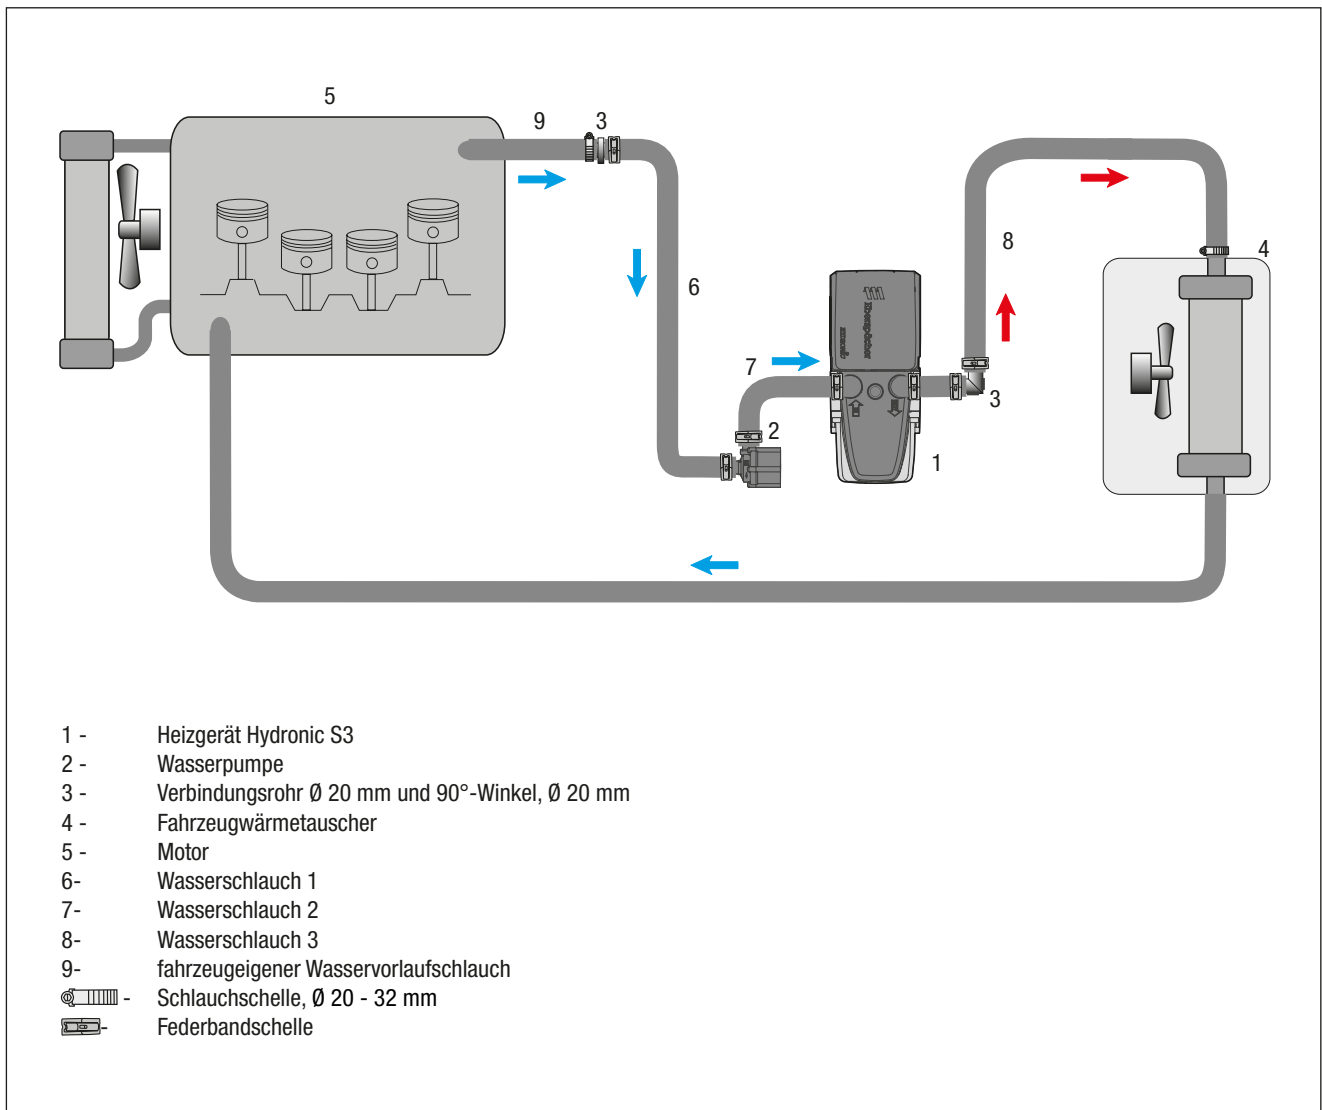 5
9 3
8
4
6
7
3
2
1
Eberspächer
1 - Heizgerät Hydronic S3
2 - Wasserpumpe
3 - Verbindungsrohr Ø 20 mm und 90°-Winkel, Ø 20 mm
4 - Fahrzeugwärmetauscher
5 - Motor
6- Wasserschlauch 1
7- Wasserschlauch 2
8- Wasserschlauch 3
9- fahrzeugeigener Wasservorlaufschlauch
- Schlauchschelle, Ø 20 - 32 mm
- Federbandschelle